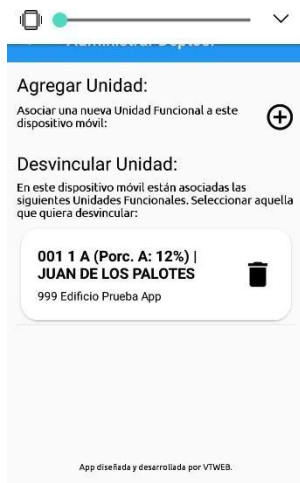 Agregar Unidad:
Asociar una nueva Unidad Funcional a este
dispositivo móvil:
Desvincular Unidad:
En este dispositivo móvil están asociadas las
siguientes Unidades Funcionales. Seleccionar aquella
que quiera desvincular:
001 1 A (Porc. A: 12%) |
JUAN DE LOS PALOTES
999 Edificio Prueba App
App diseñada y desarrollada por VTWEB.